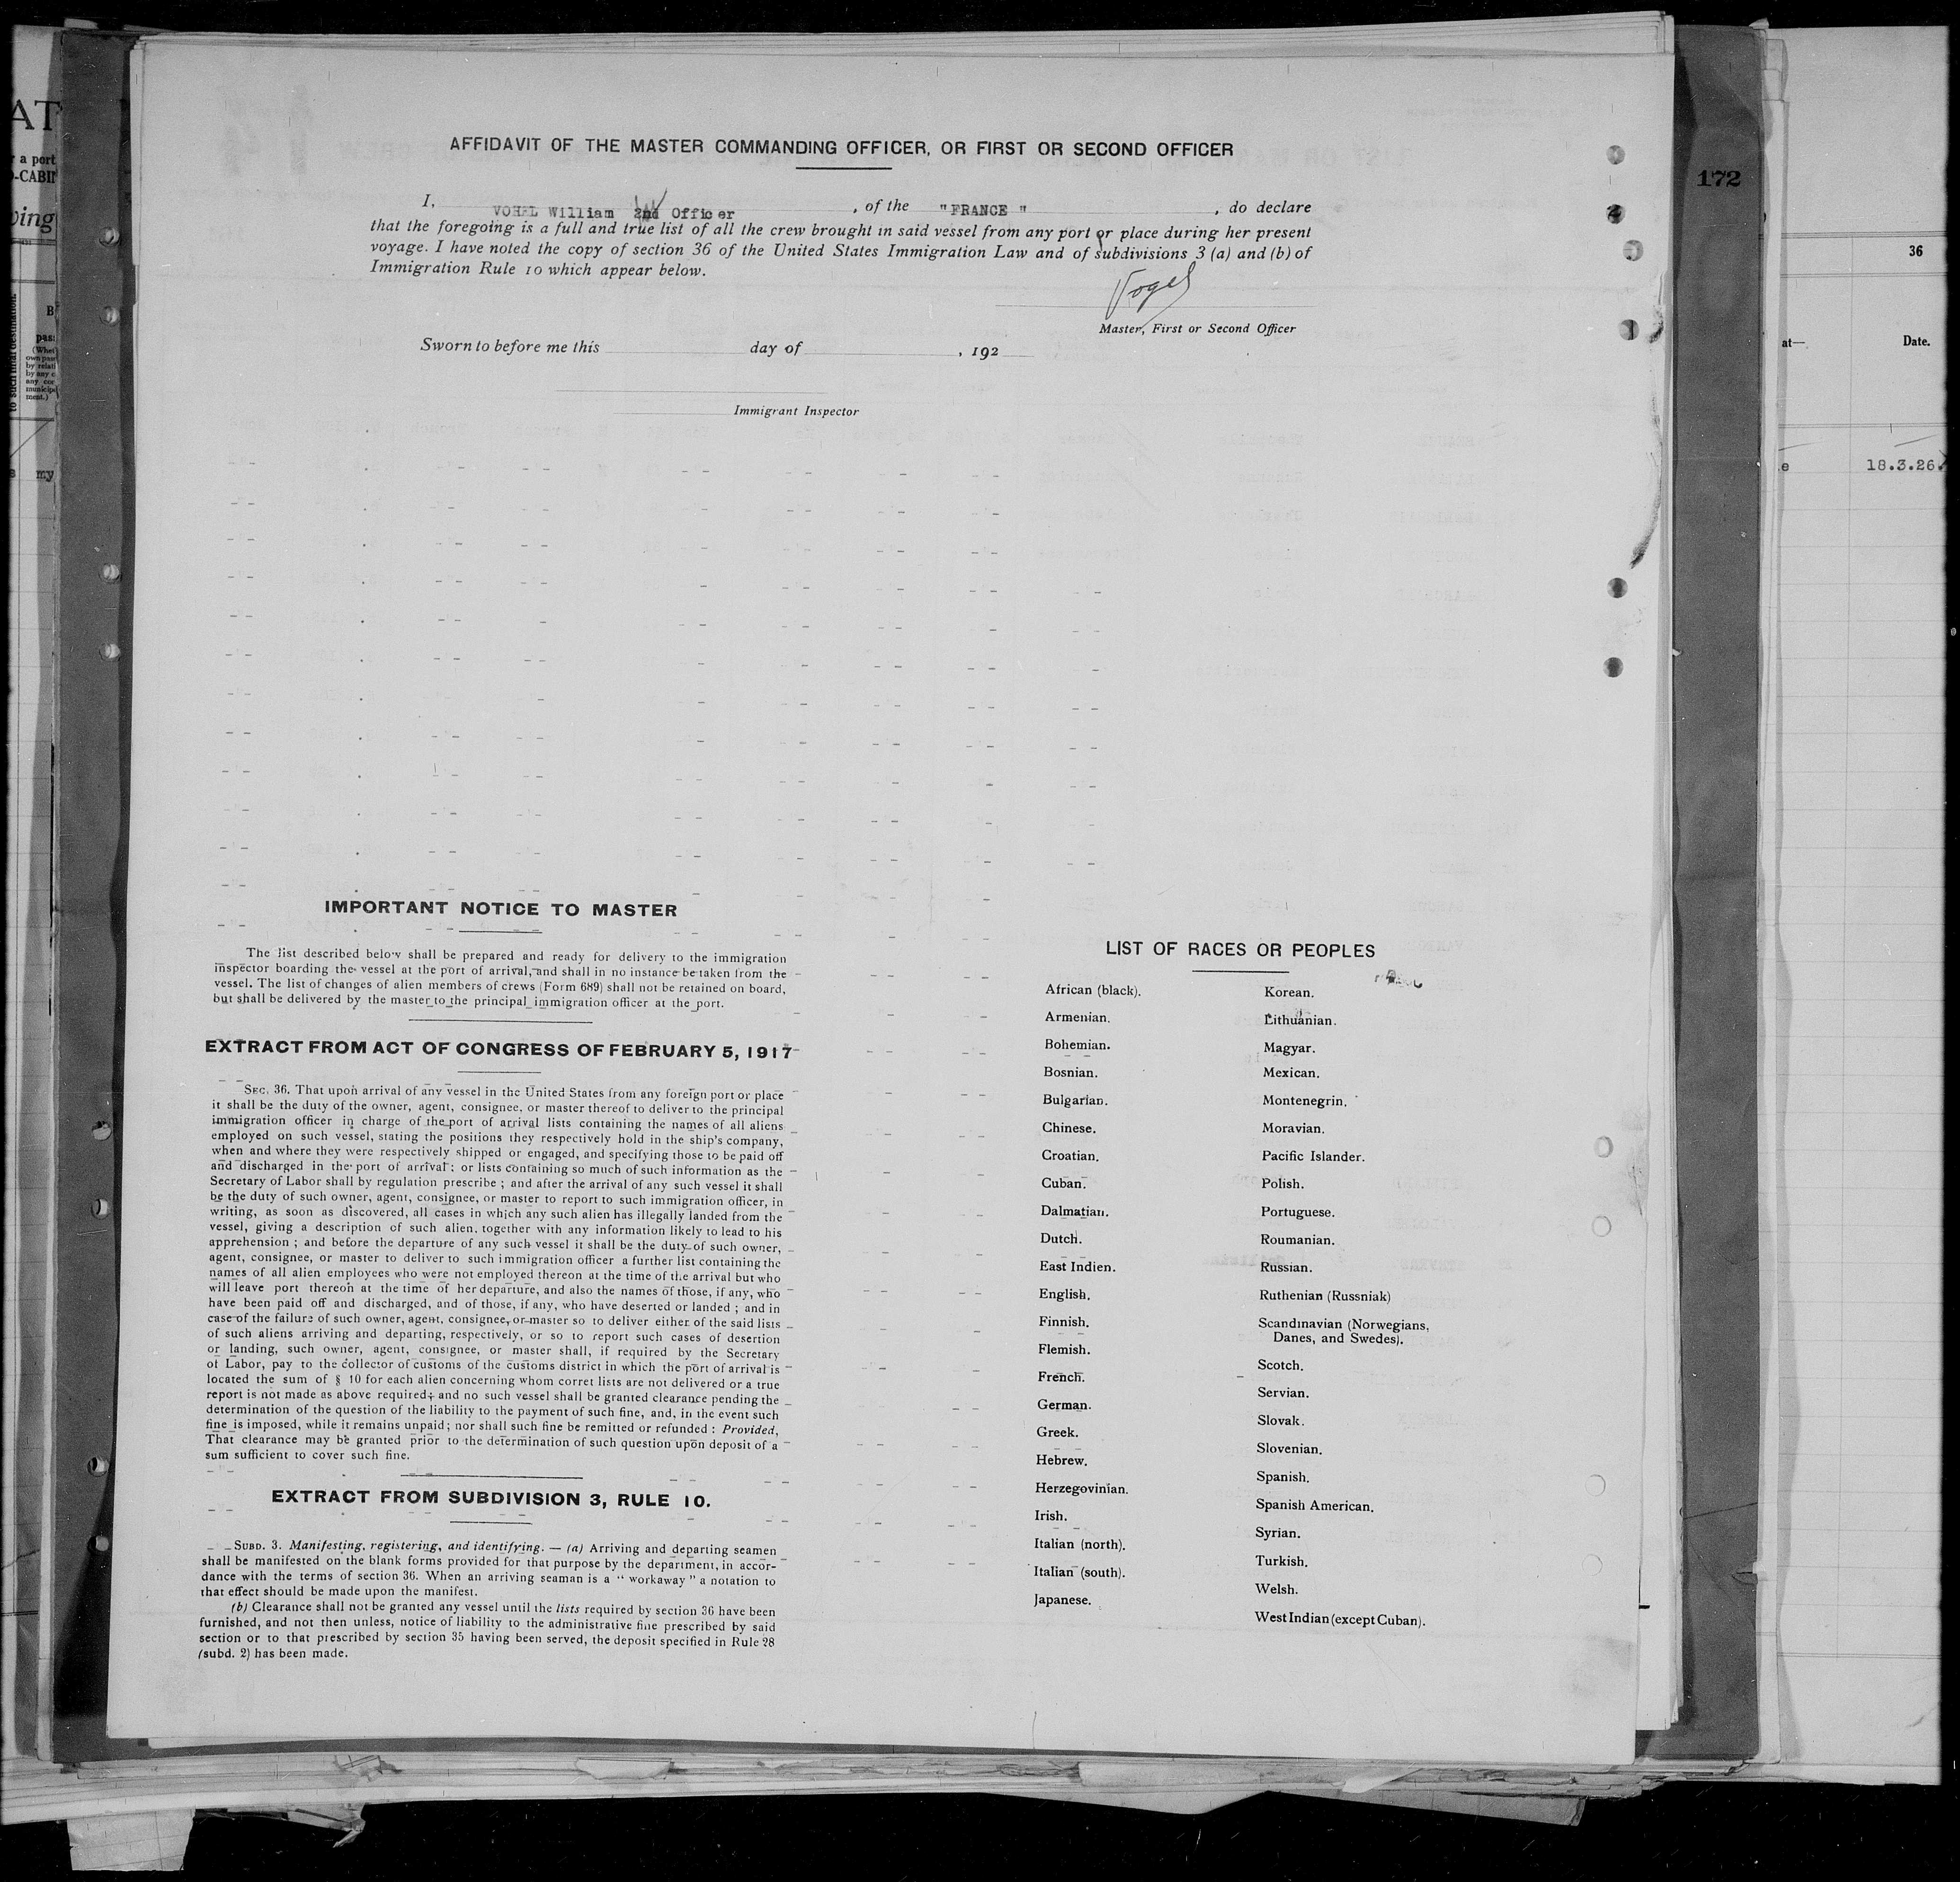 AFFIDAVIT OF THE MASTER COMMANDING OFFICER, OR FIRST OR SECOND OFFICER
I, VOHEL William 2nd Officer, of the "FRANCE", do declare
that the foregoing is a full and true list of all the crew brought in said vessel from any port or place during her present
voyage. I have noted the copy of section 36 of the United States Immigration Law and of subdivisions 3 (a) and (b) of
Immigration Rule 10 which appear below.
Vogel
Master, First or Second Officer
Sworn to before me this day of , 192
Immigrant Inspector
IMPORTANT NOTICE TO MASTER
The list described below shall be prepared and ready for delivery to the immigration
inspector boarding the vessel at the port of arrival, and shall in no instance be taken from the
vessel. The list of changes of alien members of crews (Form 689) shall not be retained on board,
but shall be delivered by the master to the principal immigration officer at the port.
EXTRACT FROM ACT OF CONGRESS OF FEBRUARY 5, 1917
SEC. 36. That upon arrival of any vessel in the United States from any foreign port or place
it shall be the duty of the owner, agent, consignee, or master thereof to deliver to the principal
immigration officer in charge of the port of arrival lists containing the names of all aliens
employed on such vessel, stating the positions they respectively hold in the ship's company,
when and where they were respectively shipped or engaged, and specifying those to be paid off
and discharged in the port of arrival; or lists containing so much of such information as the
Secretary of Labor shall by regulation prescribe; and after the arrival of any such vessel it shall
be the duty of such owner, agent, consignee, or master to report to such immigration officer, in
writing, as soon as discovered, all cases in which any such alien has illegally landed from the
vessel, giving a description of such alien, together with any information likely to lead to his
apprehension; and before the departure of any such vessel it shall be the duty of such owner,
agent, consignee, or master to deliver to such immigration officer a further list containing the
names of all alien employees who were not employed thereon at the time of the arrival but who
will leave port thereon at the time of her departure, and also the names of those, if any, who
have been paid off and discharged, and of those, if any, who have deserted or landed; and in
case of the failure of such owner, agent, consignee, or master so to deliver either of the said lists
of such aliens arriving and departing, respectively, or so to report such cases of desertion
or landing, such owner, agent, consignee, or master shall, if required by the Secretary
of Labor, pay to the collector of customs of the customs district in which the port of arrival is
located the sum of § 10 for each alien concerning whom corret lists are not delivered or a true
report is not made as above required; and no such vessel shall be granted clearance pending the
determination of the question of the liability to the payment of such fine, and, in the event such
fine is imposed, while it remains unpaid; nor shall such fine be remitted or refunded: Provided,
That clearance may be granted prior to the determination of such question upon deposit of a
sum sufficient to cover such fine.
EXTRACT FROM SUBDIVISION 3, RULE 10.
SUBD. 3. Manifesting, registering, and identifying. — (a) Arriving and departing seamen
shall be manifested on the blank forms provided for that purpose by the department, in accor-
dance with the terms of section 36. When an arriving seaman is a "workaway" a notation to
that effect should be made upon the manifest.
(b) Clearance shall not be granted any vessel until the lists required by section 36 have been
furnished, and not then unless, notice of liability to the administrative fine prescribed by said
section or to that prescribed by section 35 having been served, the deposit specified in Rule 28
(subd. 2) has been made.
LIST OF RACES OR PEOPLES
African (black).
Armenian.
Bohemian.
Bosnian.
Bulgarian.
Chinese.
Croatian.
Cuban.
Dalmatian.
Dutch.
East Indien.
English.
Finnish.
Flemish.
French.
German.
Greek.
Hebrew.
Herzegovinian.
Irish.
Italian (north).
Italian (south).
Japanese.
Korean.
Lithuanian.
Magyar.
Mexican.
Montenegrin.
Moravian.
Pacific Islander.
Polish.
Portuguese.
Roumanian.
Russian.
Ruthenian (Russniak)
Scandinavian (Norwegians,
Danes, and Swedes).
Scotch.
Servian.
Slovak.
Slovenian.
Spanish.
Spanish American.
Syrian.
Turkish.
Welsh.
West Indian (except Cuban).
172
36
at—
Date.
18.3.26.
AT
a port
-CABIN
my